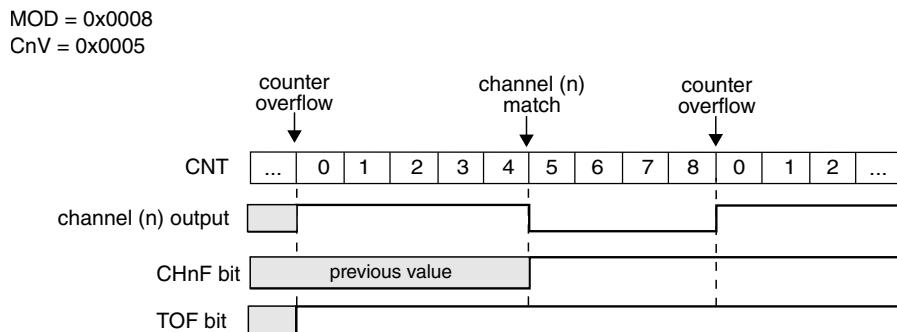 MOD = 0x0008
CnV = 0x0005
counter overflow
channel (n) match
counter overflow
CNT ... 0 1 2 3 4 5 6 7 8 0 1 2 ...
channel (n) output
CHnF bit previous value
TOF bit